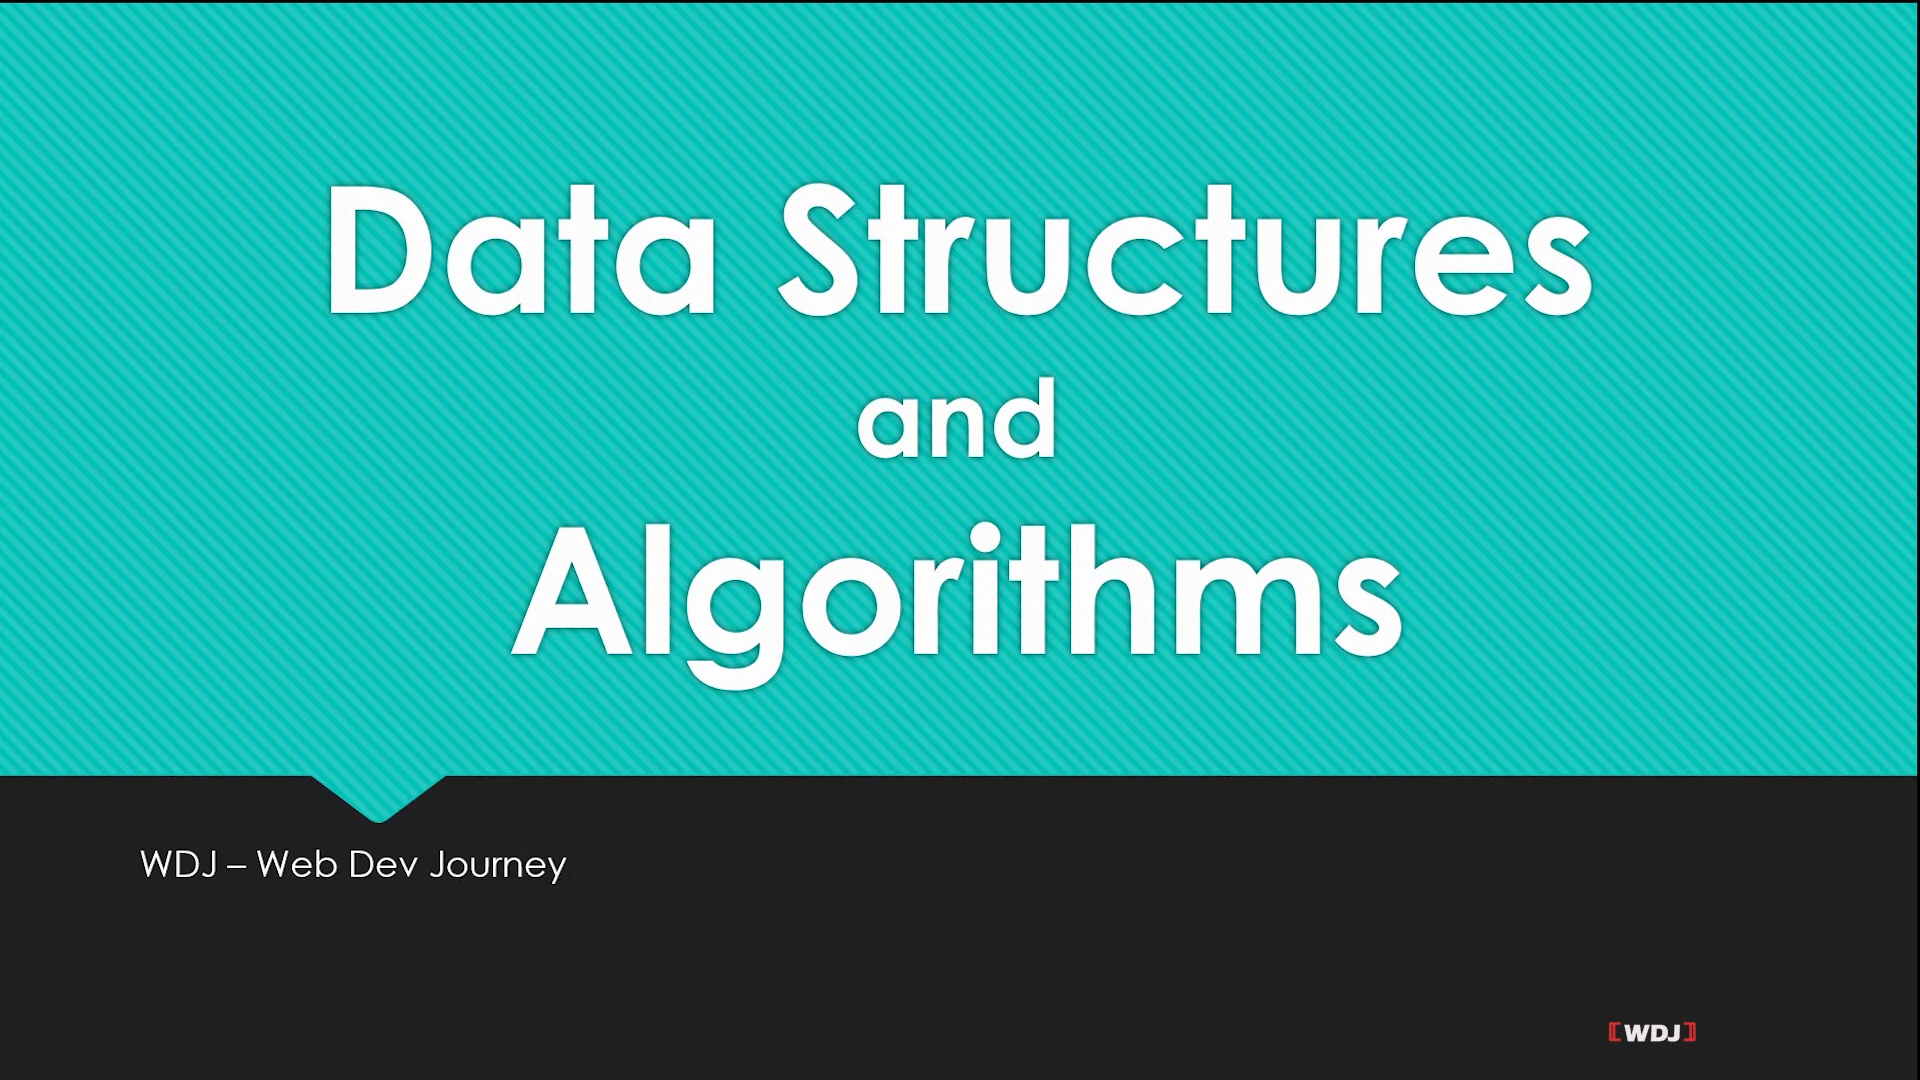 Data Structures
and
Algorithms
WDJ – Web Dev Journey
[WDJ]